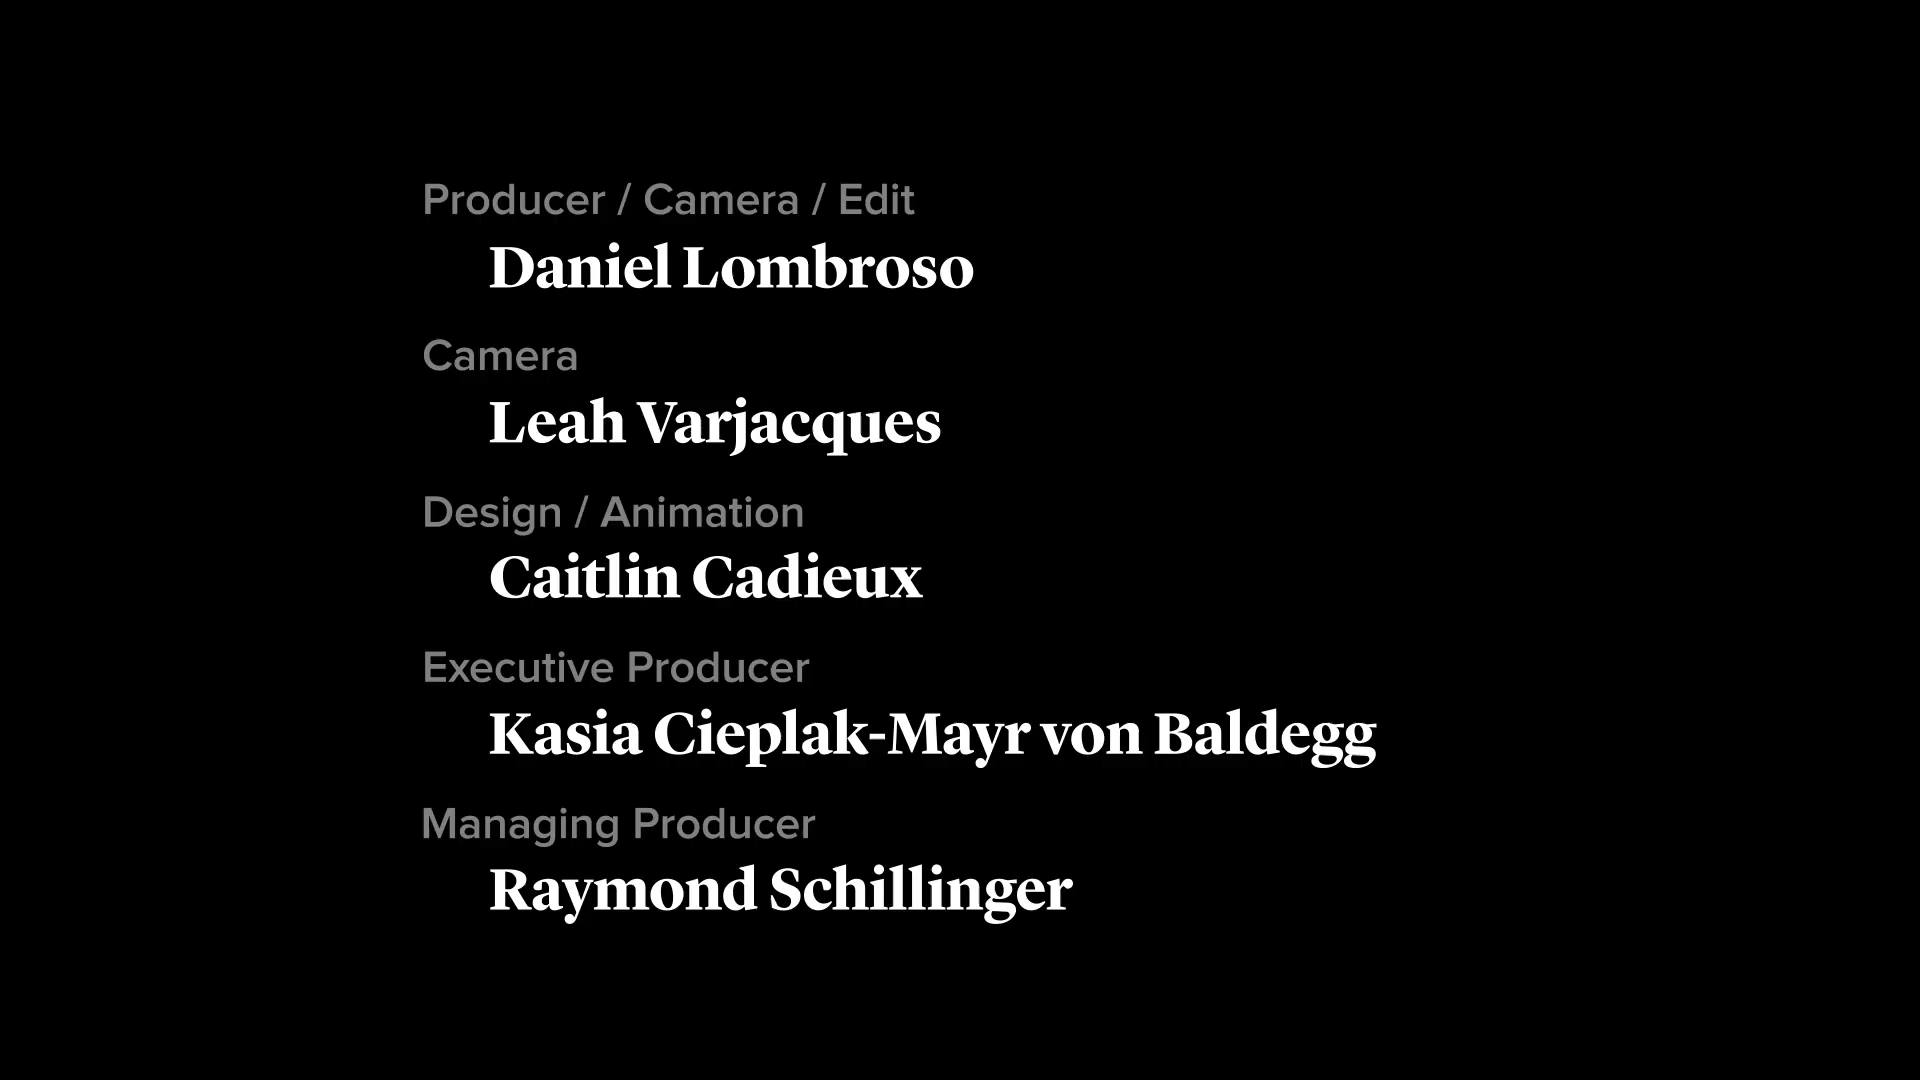 Producer / Camera / Edit
Daniel Lombroso
Camera
Leah Varjacques
Design / Animation
Caitlin Cadieux
Executive Producer
Kasia Cieplak-Mayr von Baldegg
Managing Producer
Raymond Schillinger